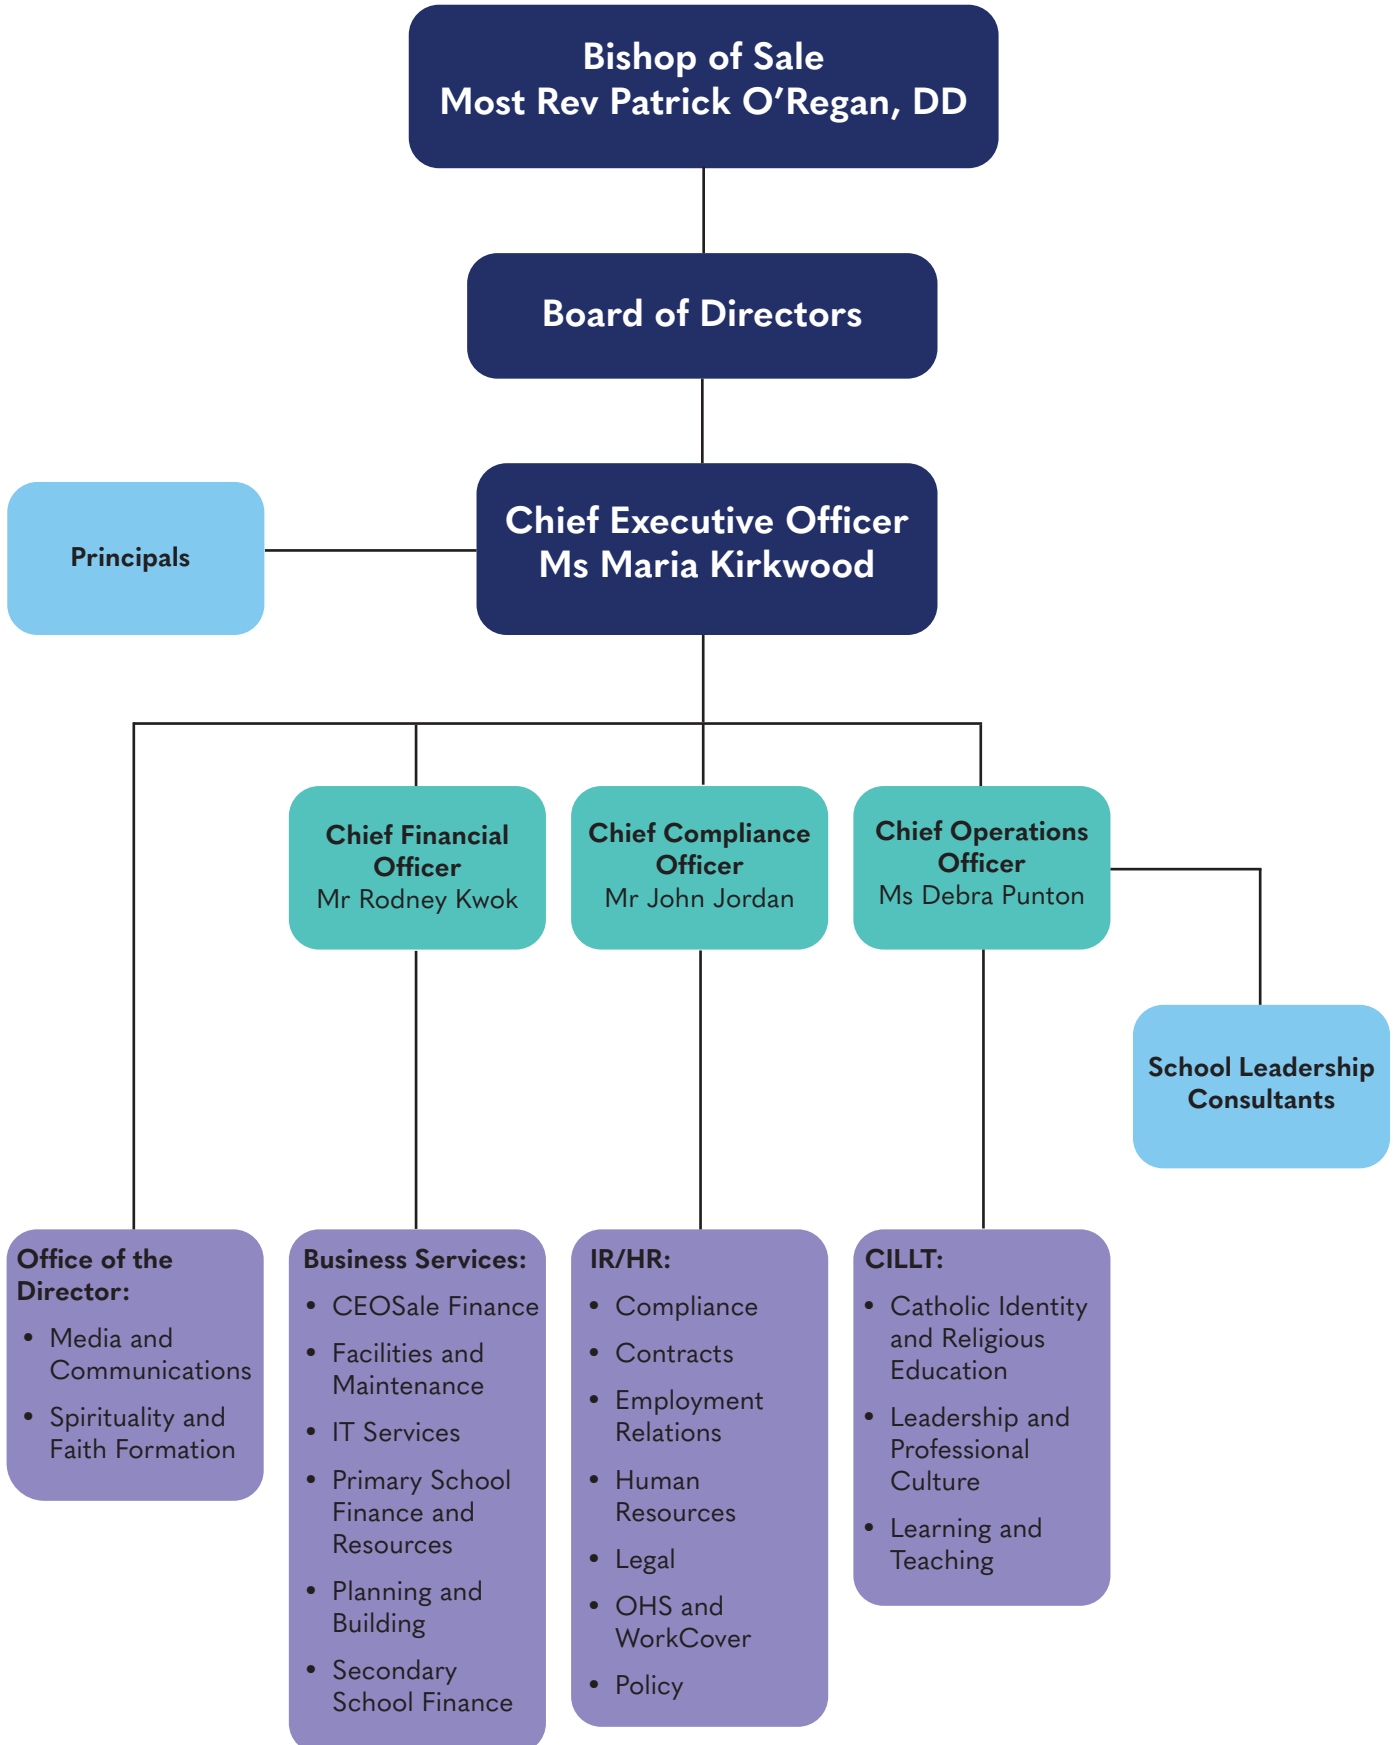 Bishop of Sale
Most Rev Patrick O’Regan, DD
Board of Directors
Chief Executive Officer
Ms Maria Kirkwood
Principals
Chief Financial
Officer
Mr Rodney Kwok
Chief Compliance
Officer
Mr John Jordan
Chief Operations
Officer
Ms Debra Punton
School Leadership
Consultants
Office of the
Director:
• Media and
Communications
• Spirituality and
Faith Formation
Business Services:
• CEOSale Finance
• Facilities and
Maintenance
• IT Services
• Primary School
Finance and
Resources
• Planning and
Building
• Secondary
School Finance
IR/HR:
• Compliance
• Contracts
• Employment
Relations
• Human
Resources
• Legal
• OHS and
WorkCover
• Policy
CILLT:
• Catholic Identity
and Religious
Education
• Leadership and
Professional
Culture
• Learning and
Teaching